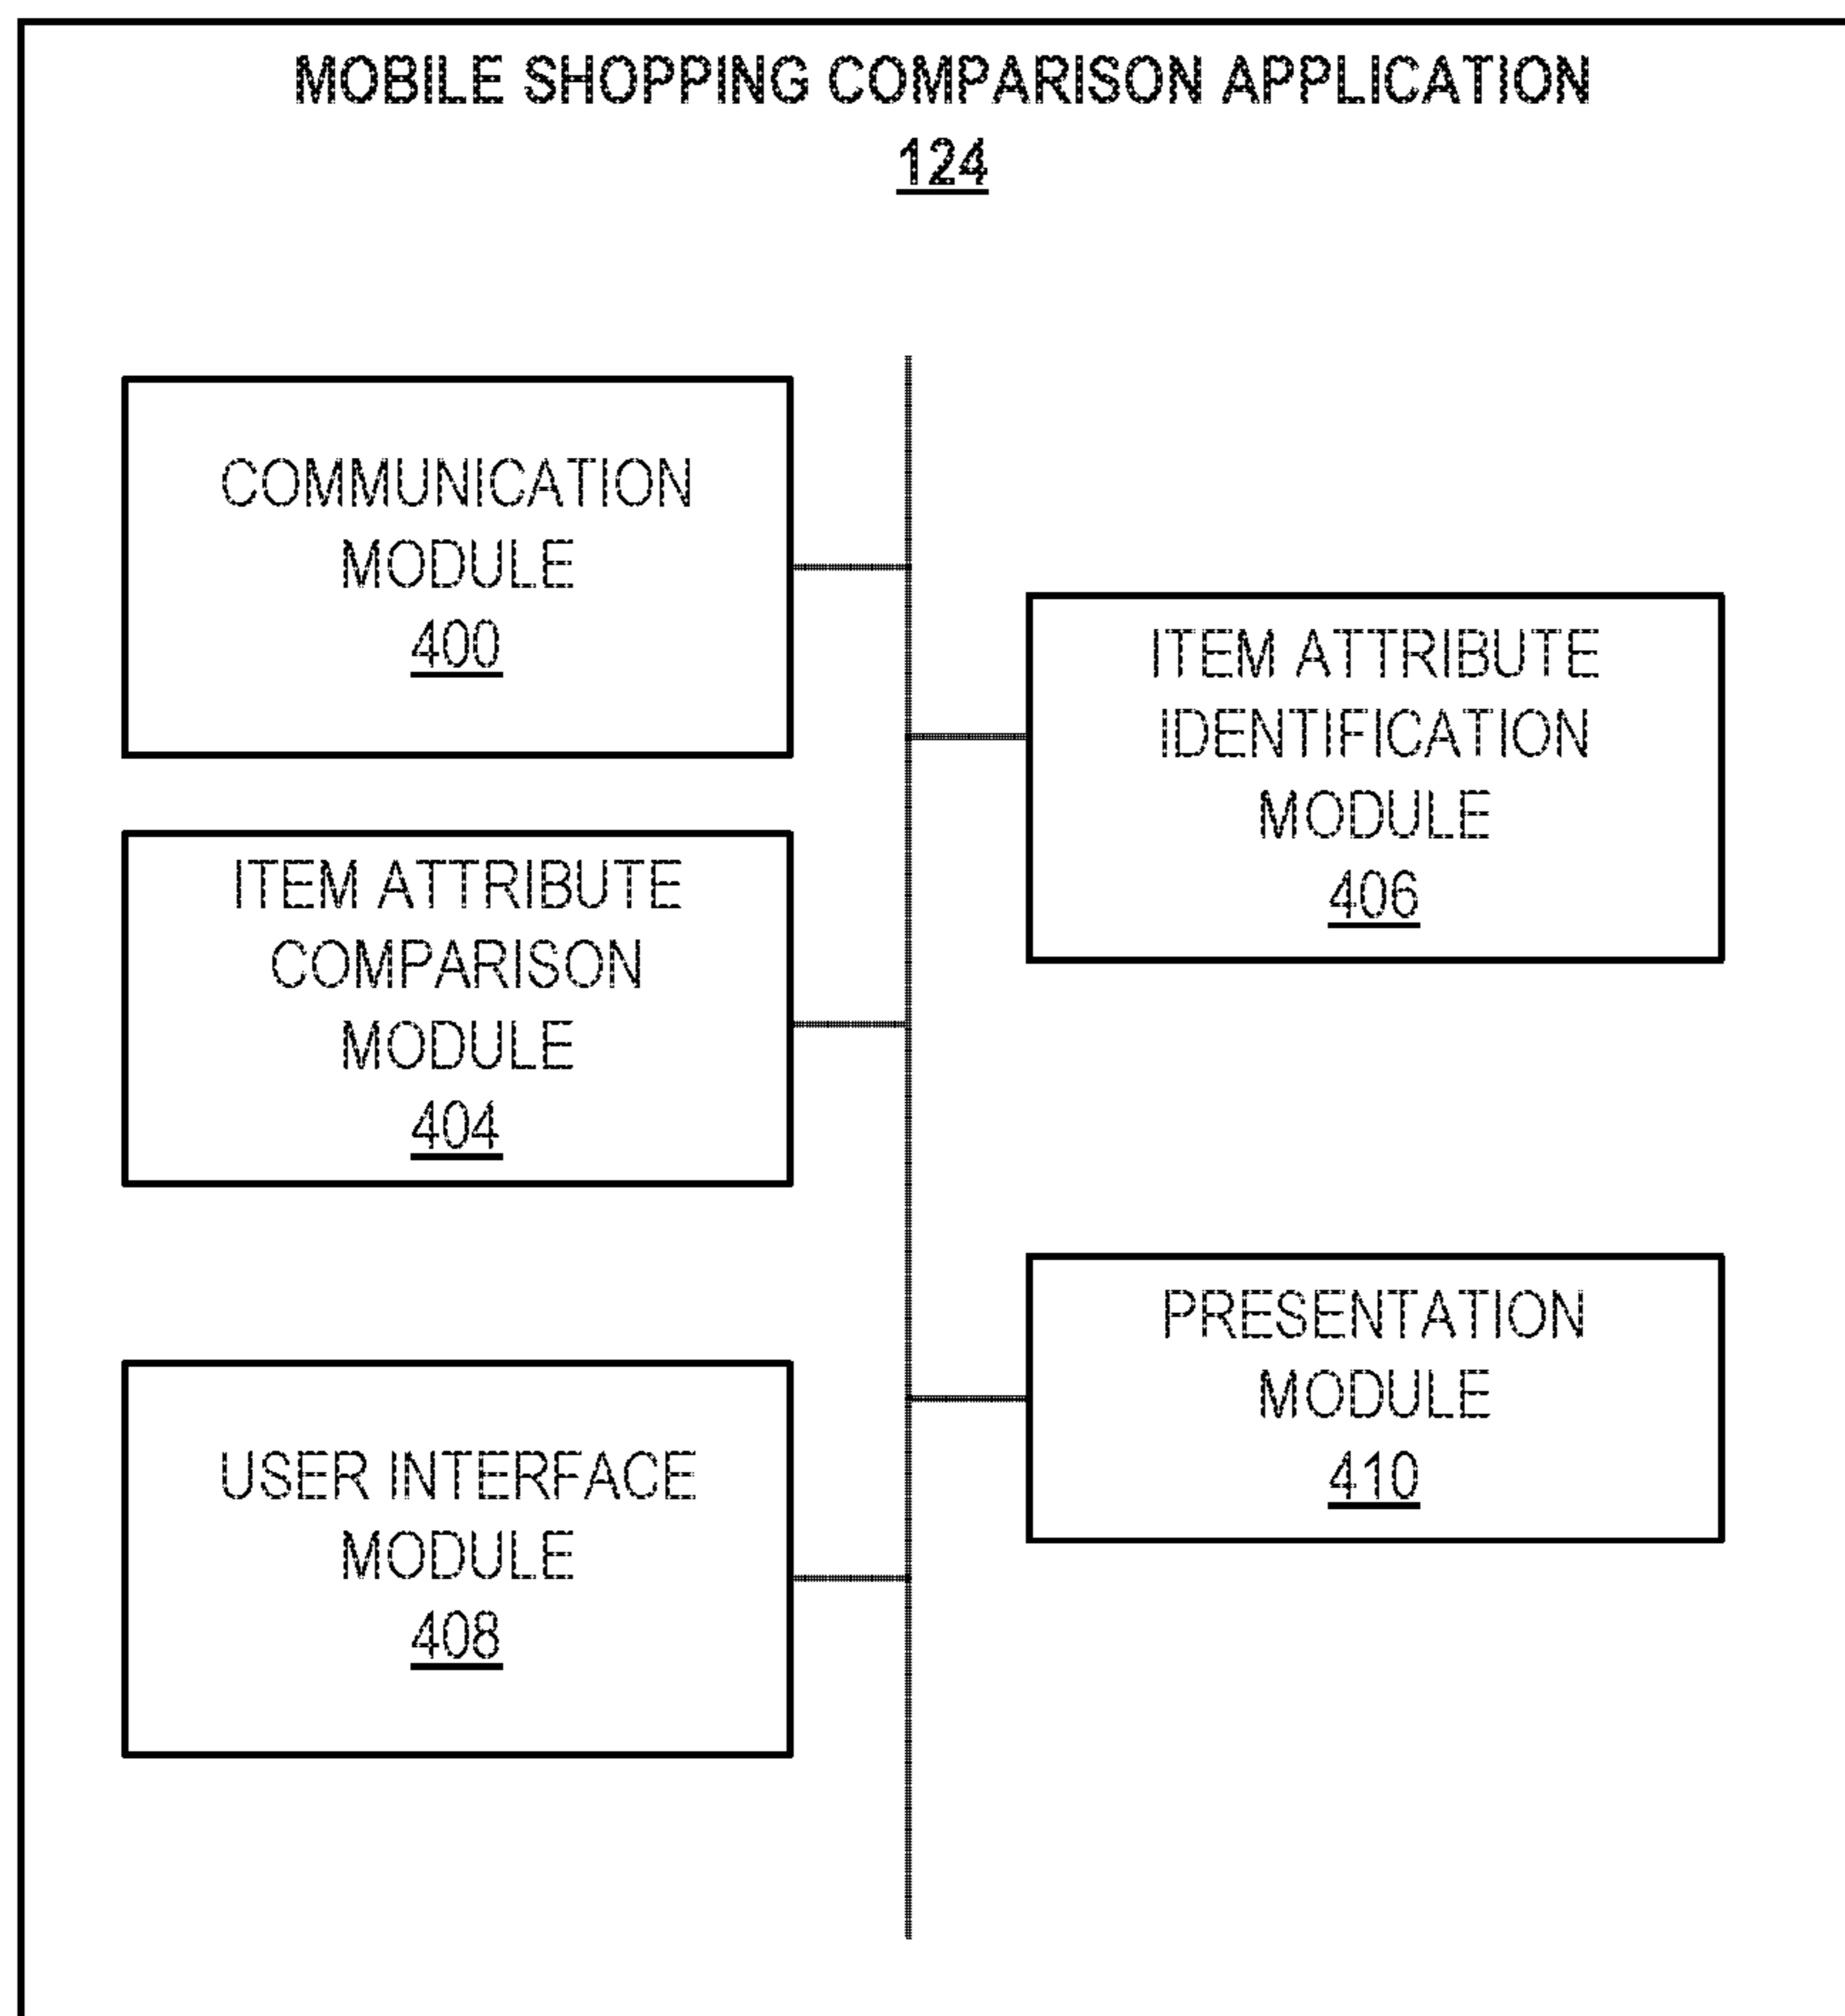 MOBILE SHOPPING COMPARISON APPLICATION
124
COMMUNICATION
MODULE
400
ITEM ATTRIBUTE
IDENTIFICATION
MODULE
406
ITEM ATTRIBUTE
COMPARISON
MODULE
404
PRESENTATION
MODULE
410
USER INTERFACE
MODULE
408